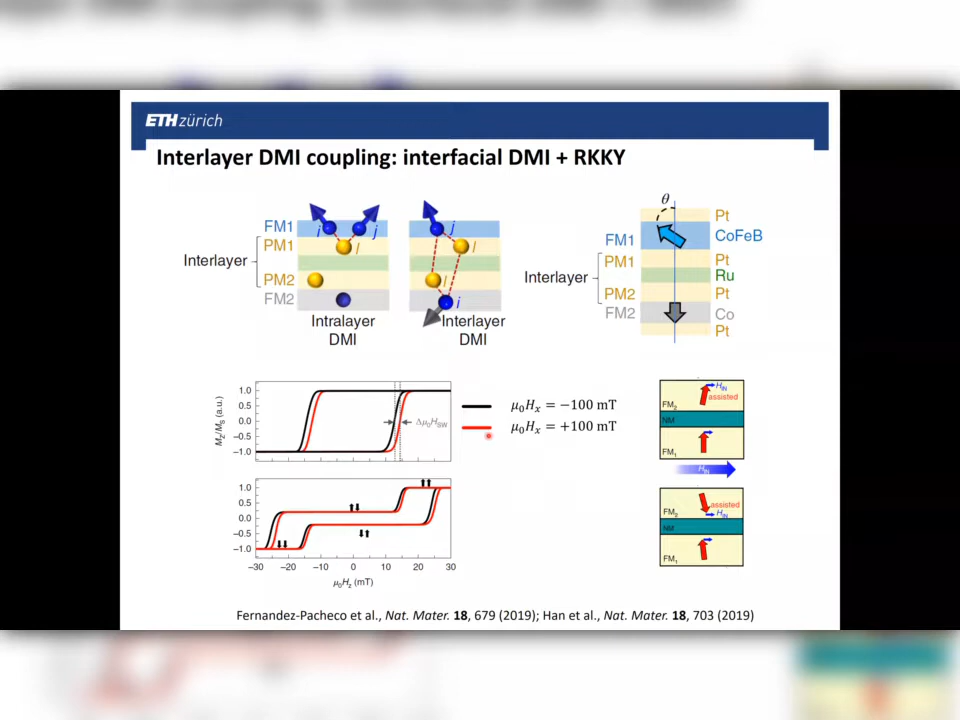 ETH zürich
Interlayer DMI coupling: interfacial DMI + RKKY
FM1
PM1
Interlayer
PM2
FM2
i
j
l
Intralayer
DMI
j
l
l
i
Interlayer
DMI
θ
FM1
PM1
Interlayer
PM2
FM2
Pt
CoFeB
Pt
Ru
Pt
Co
Pt
M_Z/M_S (a.u.)
1.0
0.5
0.0
−0.5
−1.0
Δμ₀H_SW
1.0
0.5
0.0
−0.5
−1.0
−30 −20 −10 0 10 20 30
μ₀H_z (mT)
μ₀H_x = −100 mT
μ₀H_x = +100 mT
H_IN
assisted
FM₂
NM
FM₁
H_IN
assisted
FM₂
H_IN
NM
FM₁
Fernandez-Pacheco et al., Nat. Mater. 18, 679 (2019); Han et al., Nat. Mater. 18, 703 (2019)